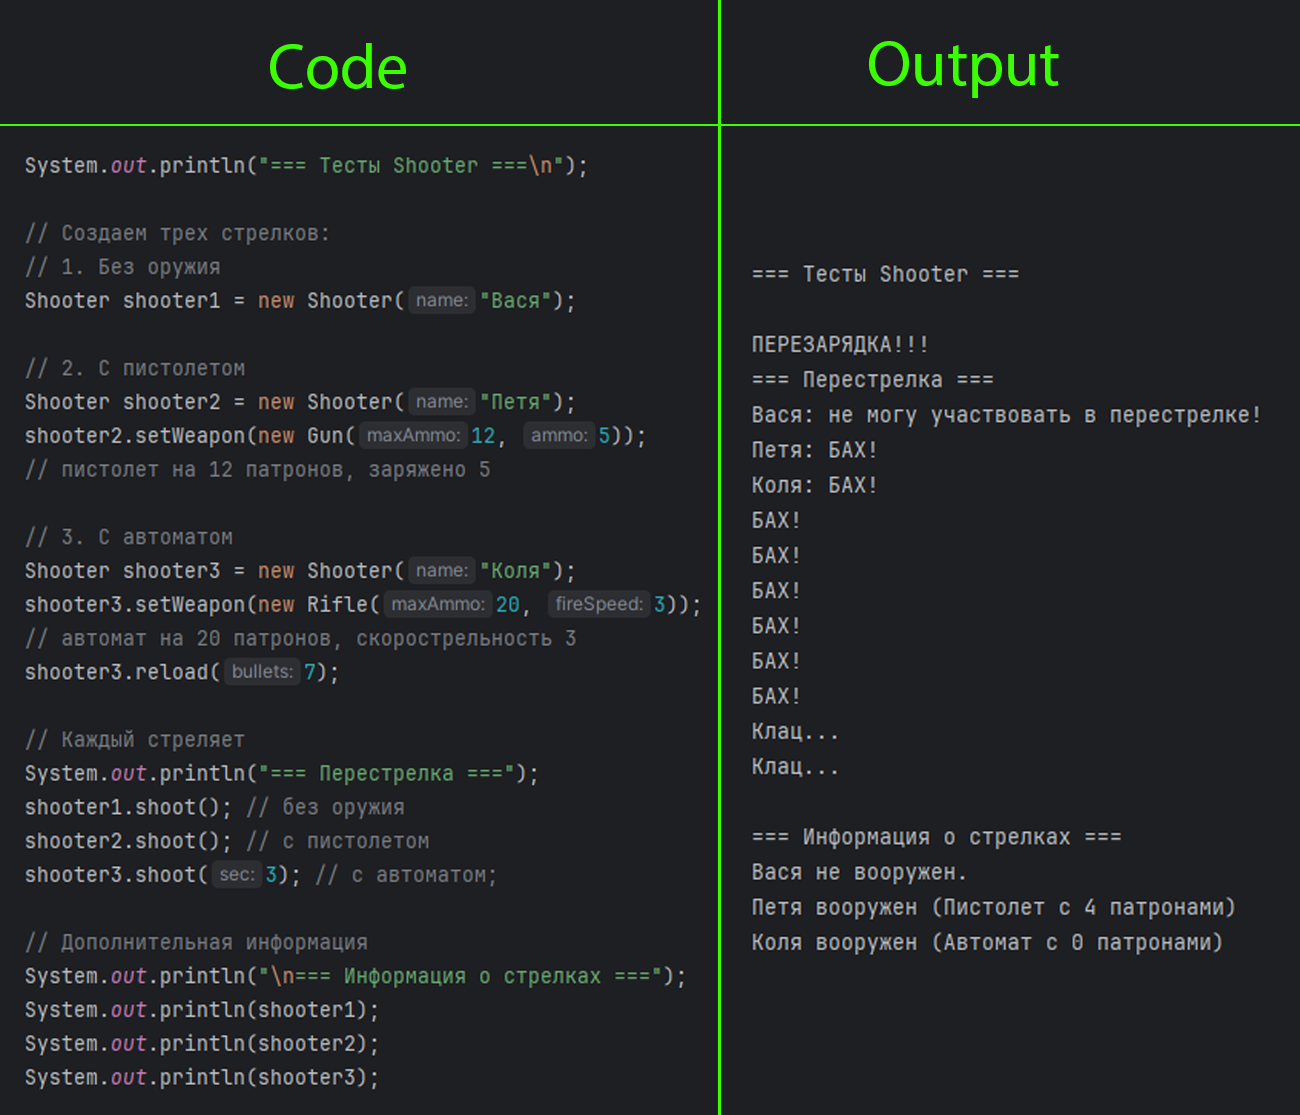 Code
System.out.println("=== Тесты Shooter ===\n");
// Создаем трех стрелков:
// 1. Без оружия
Shooter shooter1 = new Shooter( name: "Вася");
// 2. С пистолетом
Shooter shooter2 = new Shooter( name: "Петя");
shooter2.setWeapon(new Gun( maxAmmo: 12, ammo: 5));
// пистолет на 12 патронов, заряжено 5
// 3. С автоматом
Shooter shooter3 = new Shooter( name: "Коля");
shooter3.setWeapon(new Rifle( maxAmmo: 20, fireSpeed: 3));
// автомат на 20 патронов, скорострельность 3
shooter3.reload( bullets: 7);
// Каждый стреляет
System.out.println("=== Перестрелка ===");
shooter1.shoot(); // без оружия
shooter2.shoot(); // с пистолетом
shooter3.shoot( sec: 3); // с автоматом;
// Дополнительная информация
System.out.println("\n=== Информация о стрелках ===");
System.out.println(shooter1);
System.out.println(shooter2);
System.out.println(shooter3);
Output
=== Тесты Shooter ===
ПЕРЕЗАРЯДКА!!!
=== Перестрелка ===
Вася: не могу участвовать в перестрелке!
Петя: БАХ!
Коля: БАХ!
БАХ!
БАХ!
БАХ!
БАХ!
БАХ!
БАХ!
Клац...
Клац...
=== Информация о стрелках ===
Вася не вооружен.
Петя вооружен (Пистолет с 4 патронами)
Коля вооружен (Автомат с 0 патронами)